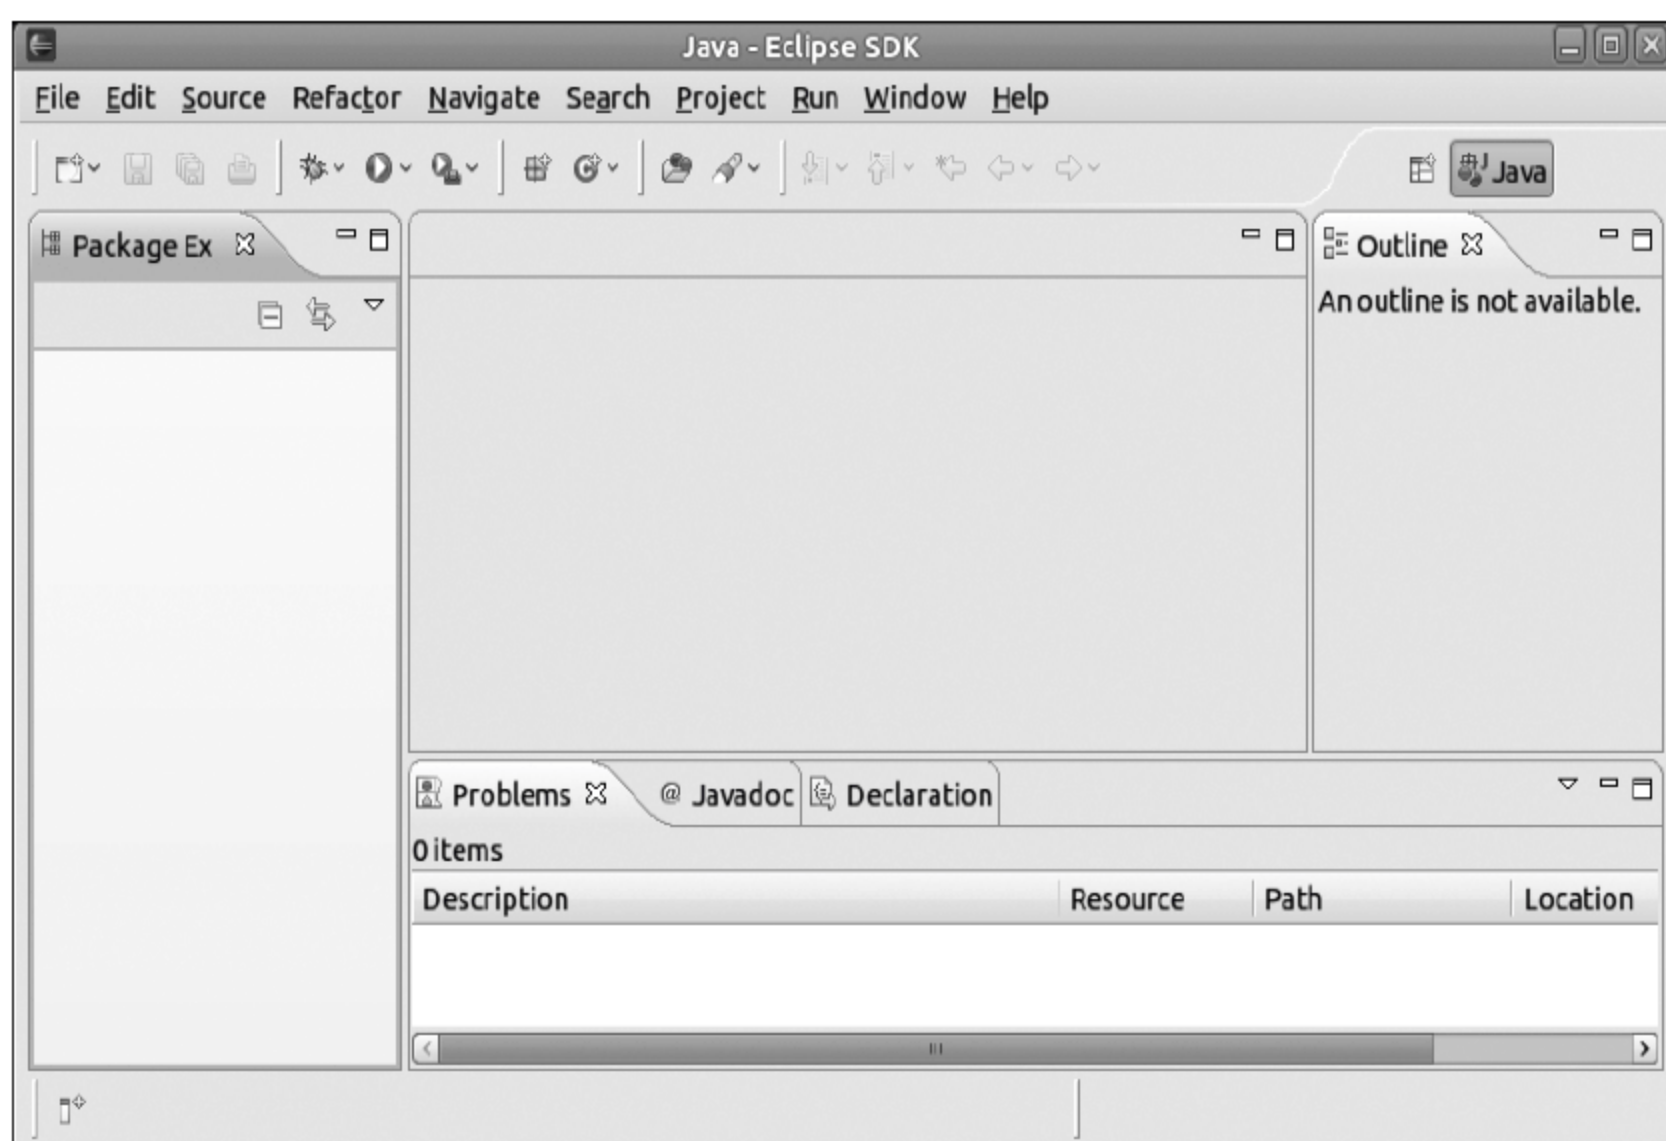 Java - Eclipse SDK
File Edit Source Refactor Navigate Search Project Run Window Help
Java
Package Ex
Outline
An outline is not available.
Problems @ Javadoc Declaration
0 items
Description Resource Path Location